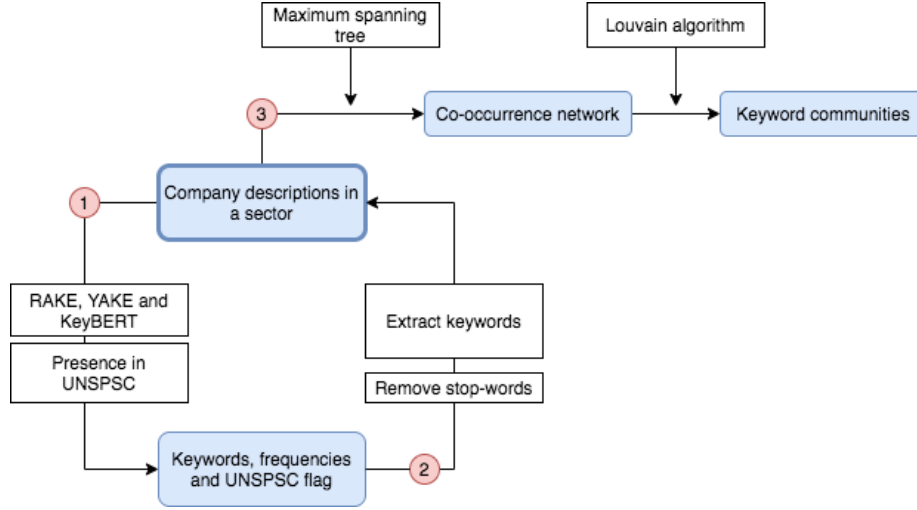 Maximum spanning
tree
Louvain algorithm
3
Co-occurrence network
Keyword communities
Company descriptions in
a sector
1
RAKE, YAKE and
KeyBERT
Extract keywords
Presence in
UNSPSC
Remove stop-words
Keywords, frequencies
and UNSPSC flag
2